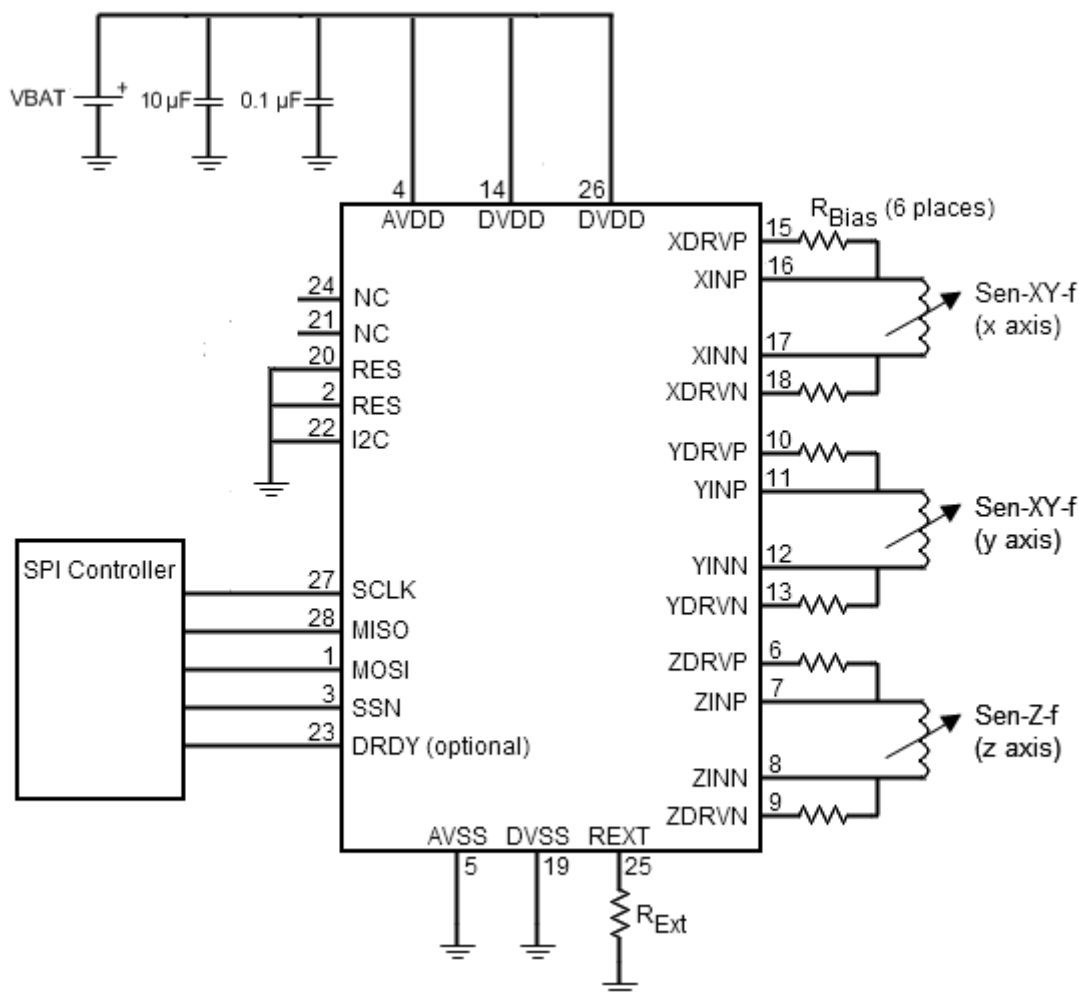 VBAT
+
10 µF
0.1 µF
4
14
26
AVDD
DVDD
DVDD
24
NC
21
NC
20
RES
2
RES
22
I2C
SPI Controller
27
SCLK
28
MISO
1
MOSI
3
SSN
23
DRDY (optional)
AVSS
DVSS
REXT
5
19
25
RExt
RBias (6 places)
XDRVP
15
XINP
16
XINN
17
XDRVN
18
Sen-XY-f
(x axis)
YDRVP
10
YINP
11
YINN
12
YDRVN
13
Sen-XY-f
(y axis)
ZDRVP
6
ZINP
7
ZINN
8
ZDRVN
9
Sen-Z-f
(z axis)